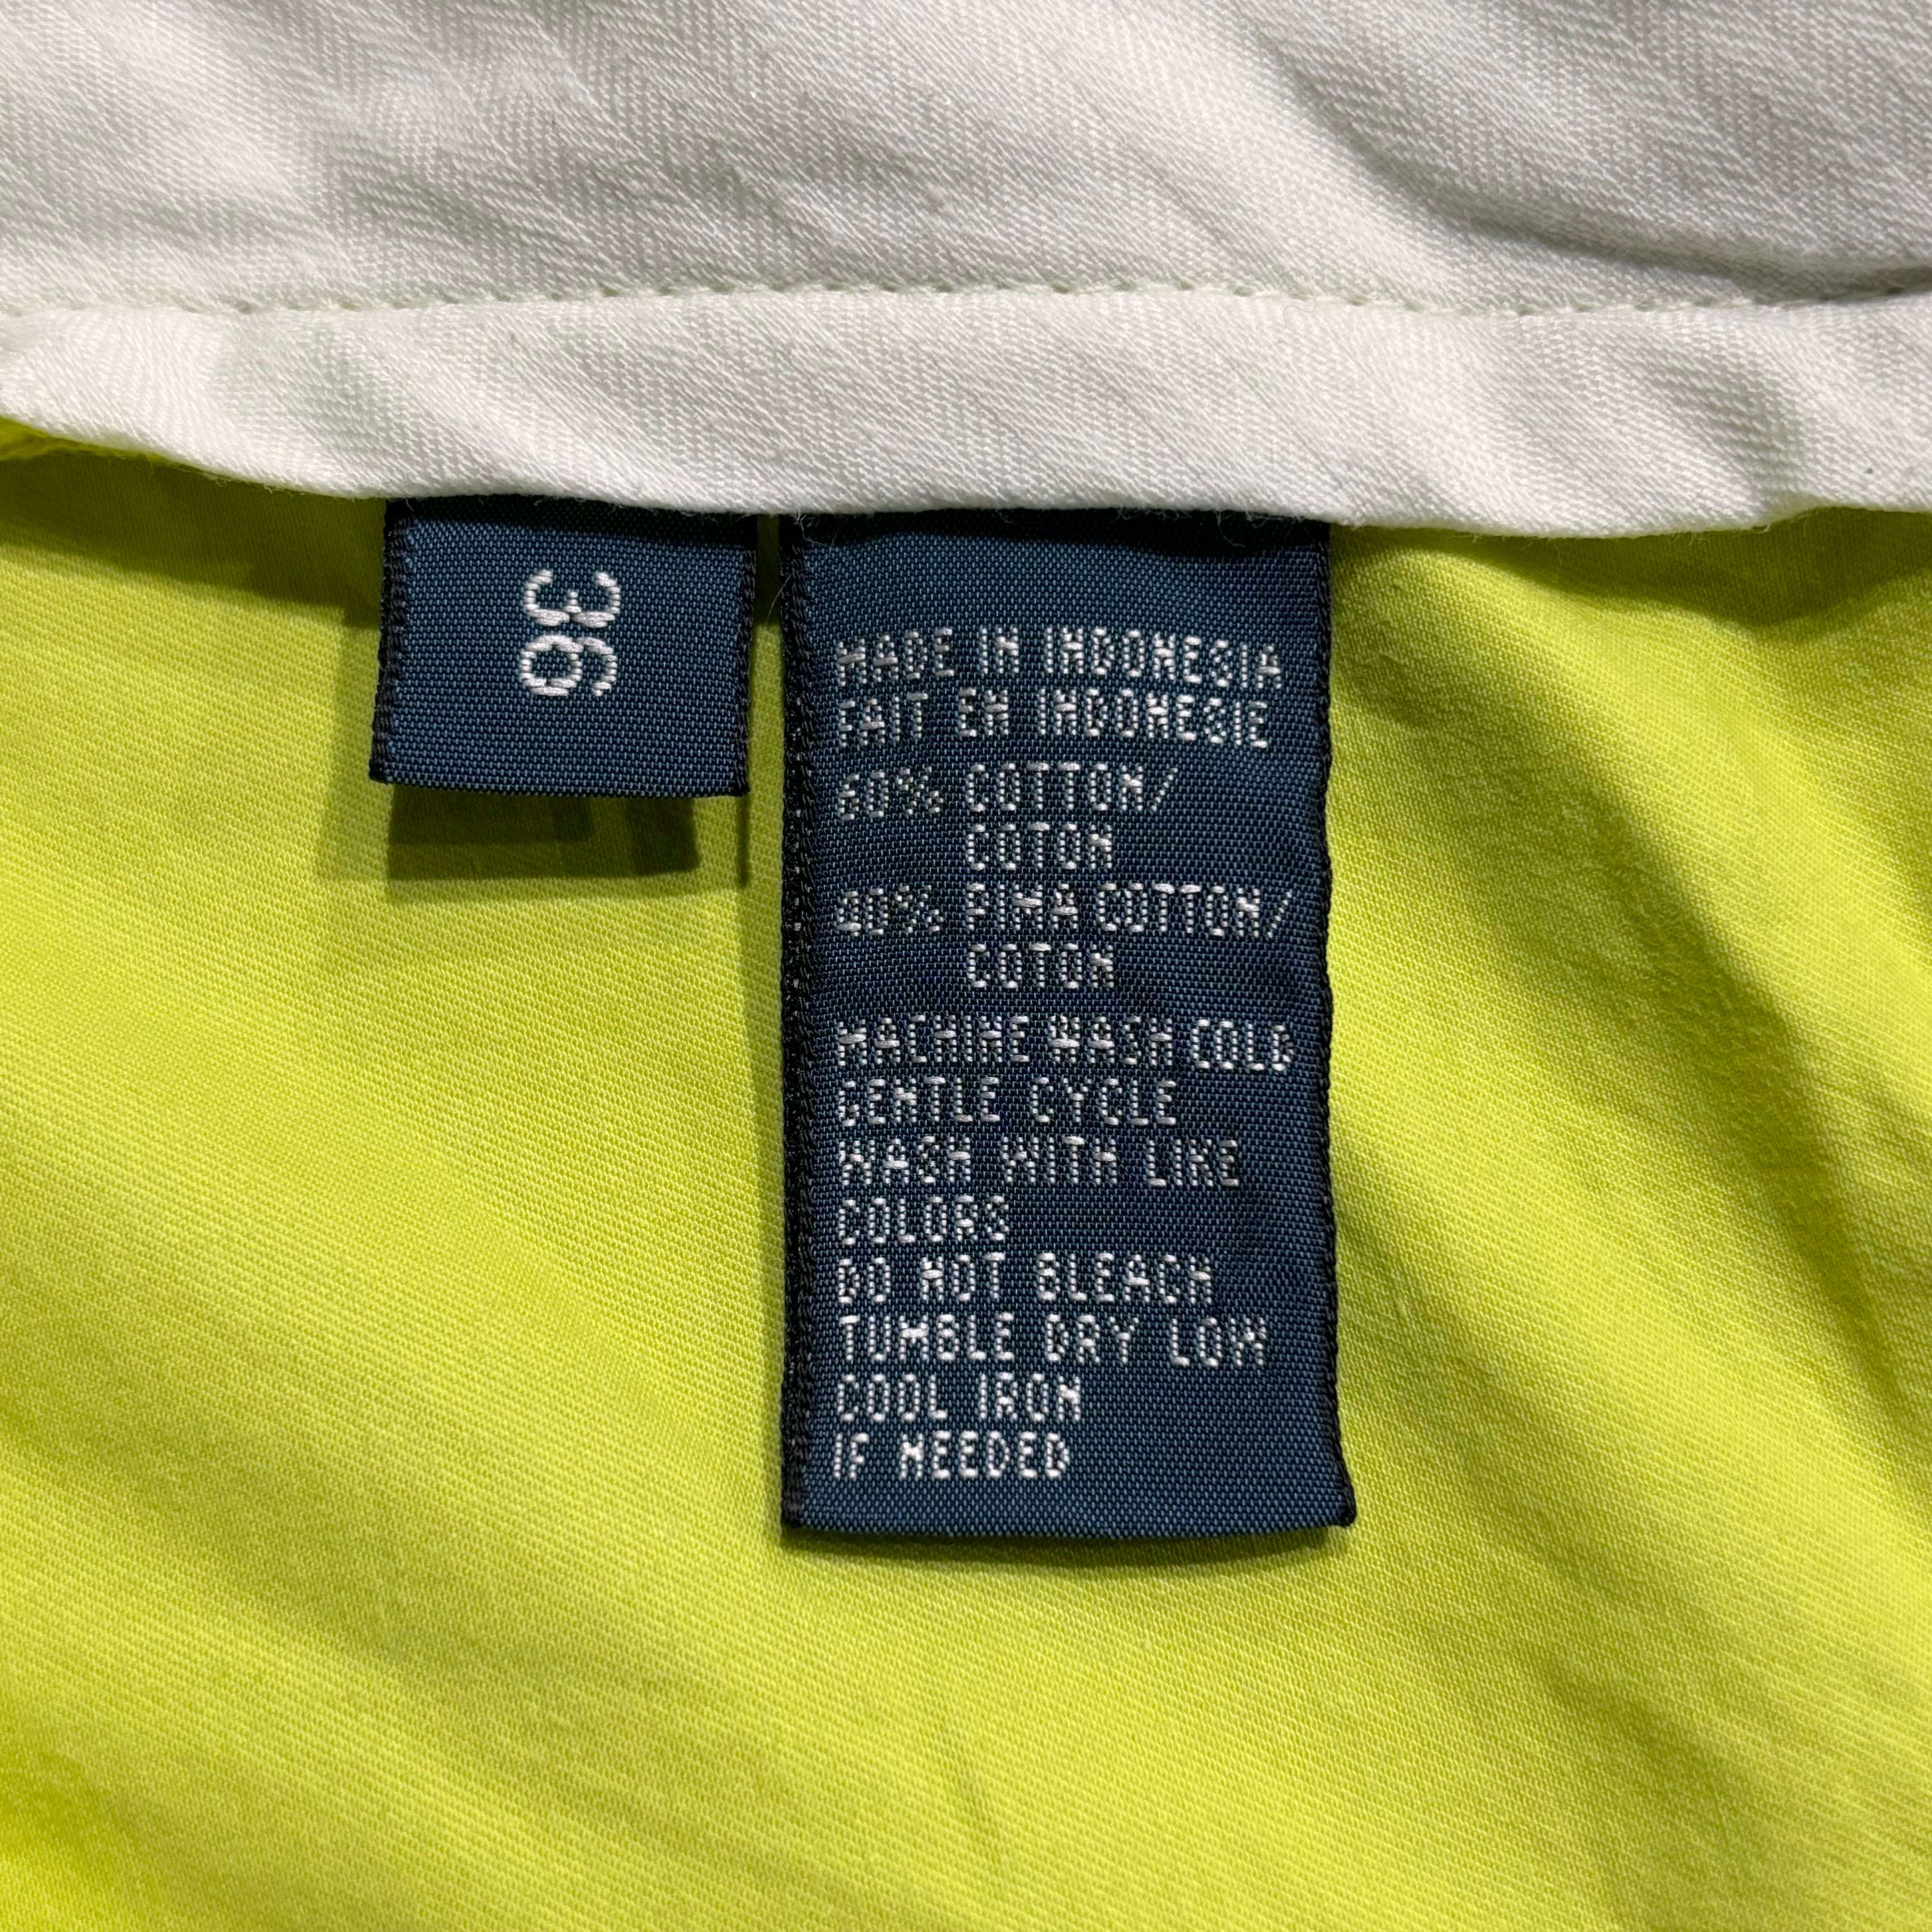 36
MADE IN INDONESIA
FAIT EN INDONESIE
60% COTTON/
COTON
40% PIMA COTTON/
COTON
MACHINE WASH COLD
GENTLE CYCLE
WASH WITH LIKE
COLORS
DO NOT BLEACH
TUMBLE DRY LOW
COOL IRON
IF NEEDED